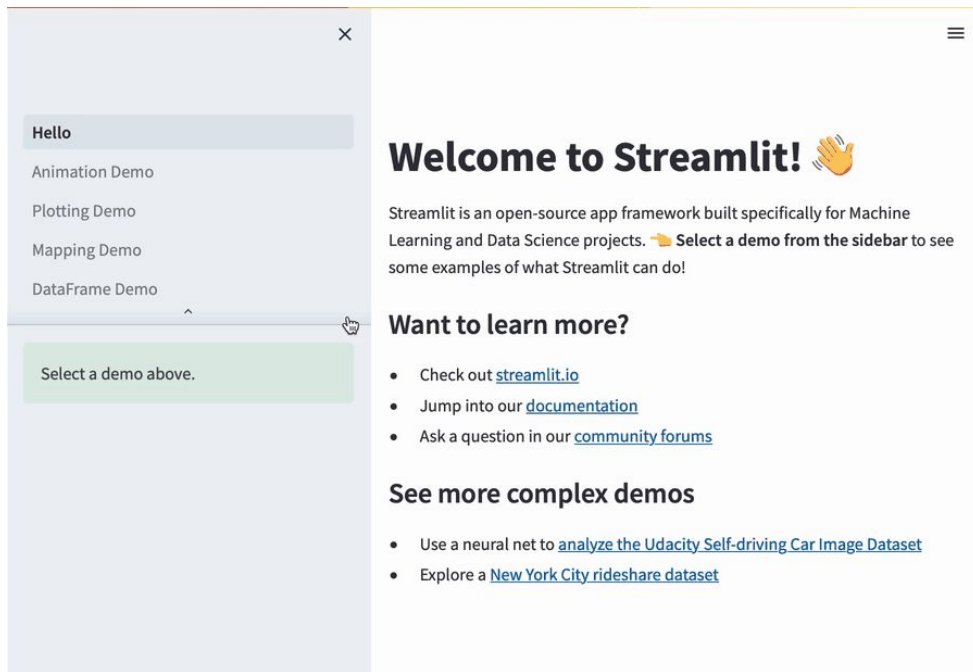 Hello
Animation Demo
Plotting Demo
Mapping Demo
DataFrame Demo
Select a demo above.
Welcome to Streamlit! 👋
Streamlit is an open-source app framework built specifically for Machine
Learning and Data Science projects. 👈 Select a demo from the sidebar to see
some examples of what Streamlit can do!
Want to learn more?
• Check out streamlit.io
• Jump into our documentation
• Ask a question in our community forums
See more complex demos
• Use a neural net to analyze the Udacity Self-driving Car Image Dataset
• Explore a New York City rideshare dataset